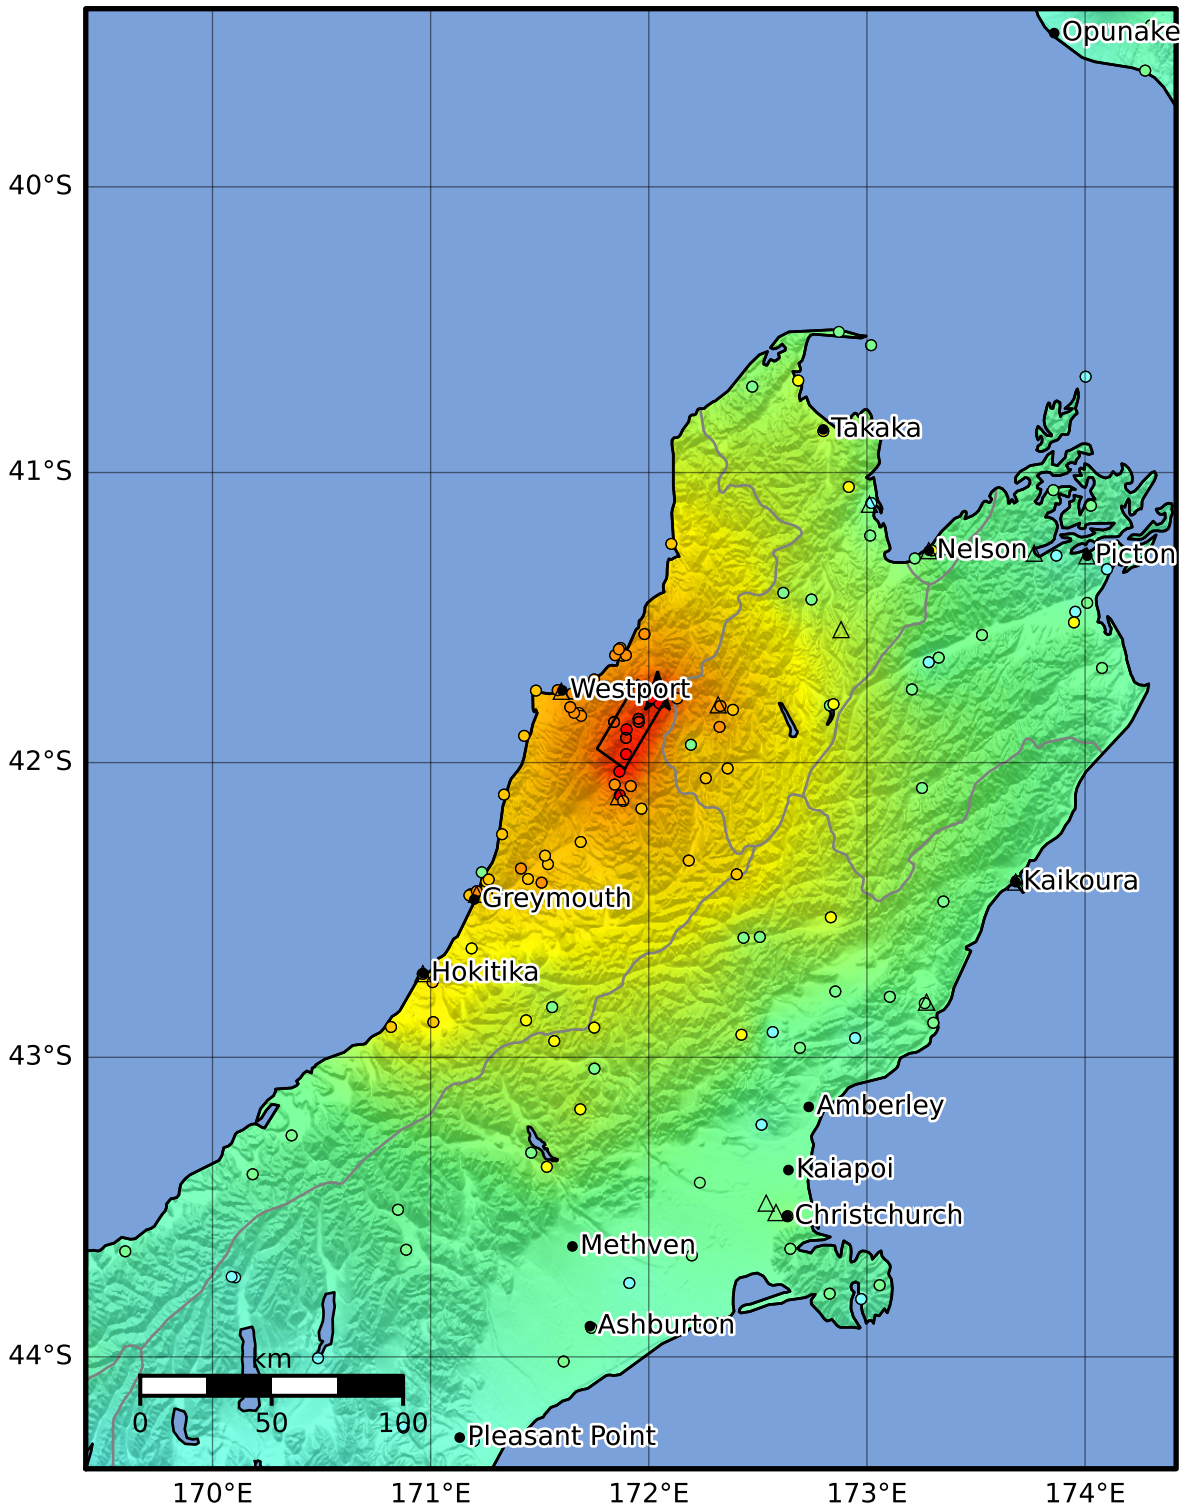 Opunake
40°S
Takaka
41°S
Nelson
Picton
Westport
42°S
Kaikoura
Greymouth
Hokitika
43°S
Amberley
Kaiapoi
Christchurch
Methven
Ashburton
44°S
km
0 50 100
Pleasant Point
170°E 171°E 172°E 173°E 174°E